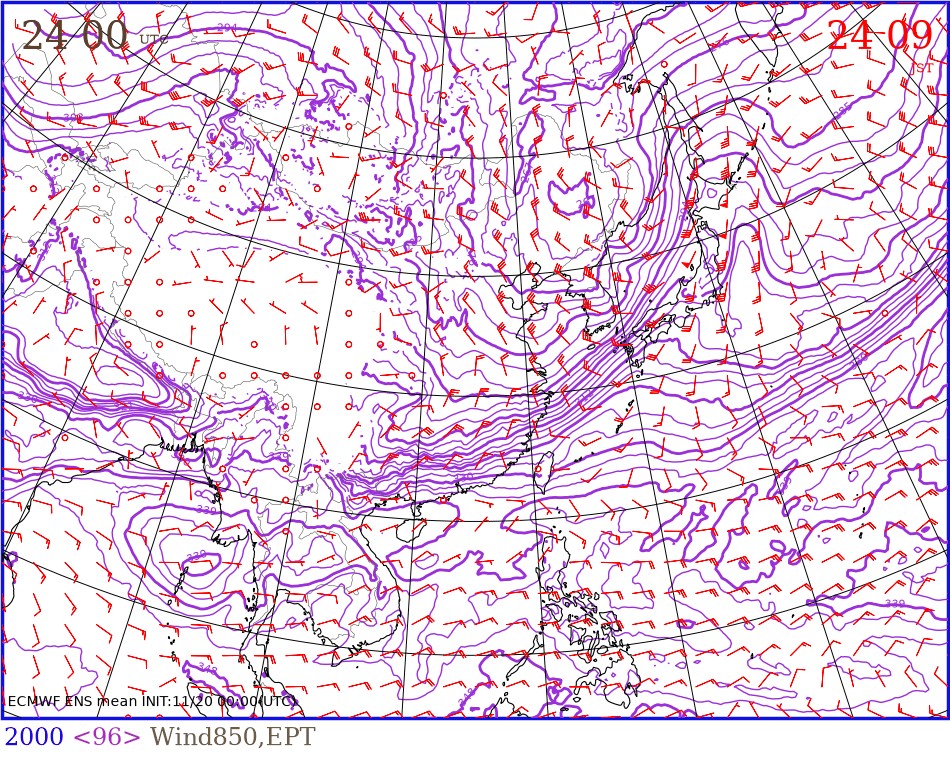 24 00 UTC
24 09
JST
ECMWF ENS mean INIT:11/20 00:00(UTC)
2000 <96> Wind850,EPT